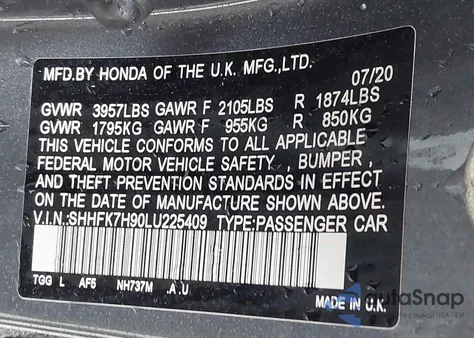 MFD.BY HONDA OF THE U.K. MFG.,LTD. 07/20
GVWR 3957LBS GAWR F 2105LBS R 1874LBS
GVWR 1795KG GAWR F 955KG R 850KG
THIS VEHICLE CONFORMS TO ALL APPLICABLE
FEDERAL MOTOR VEHICLE SAFETY , BUMPER ,
AND THEFT PREVENTION STANDARDS IN EFFECT
ON THE DATE OF MANUFACTURE SHOWN ABOVE.
V.I.N.:SHHFK7H90LU225409 TYPE:PASSENGER CAR
TGG L AF5 NH737M .A .U
MADE IN U.K.
AutoSnap